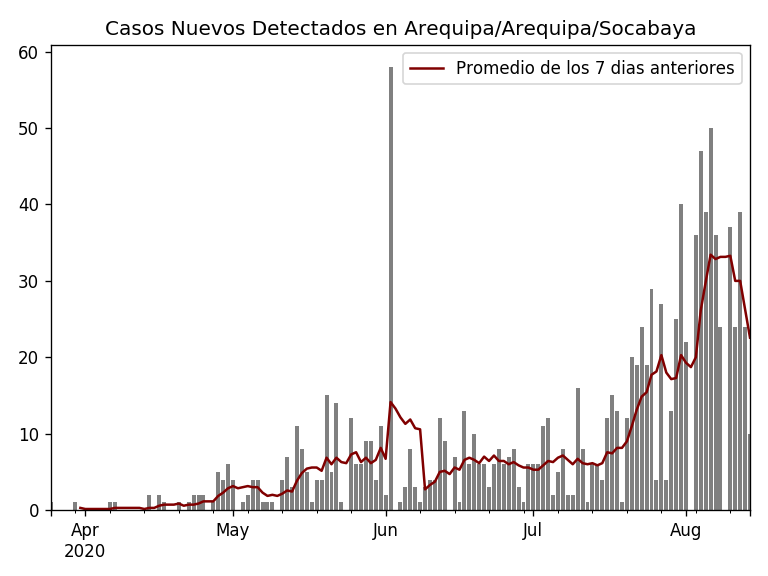 Casos Nuevos Detectados en Arequipa/Arequipa/Socabaya
Promedio de los 7 dias anteriores
60
50
40
30
20
10
0
Apr
2020
May
Jun
Jul
Aug